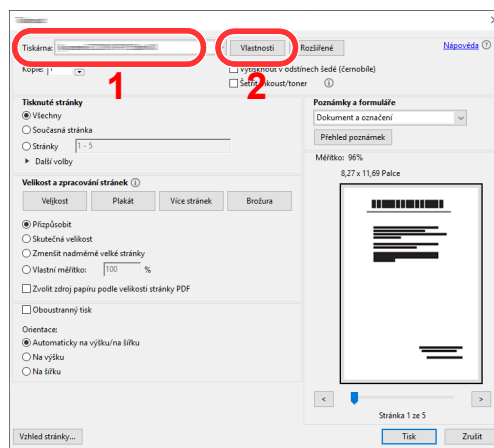 Tiskárna:
Vlastnosti
Rozšířené
Nápověda
1
2
Kopie: 1
Vytisknout v odstínech šedé (černobíle)
Šetřit inkoust/toner
Tisknuté stránky
Všechny
Současná stránka
Stránky 1 - 5
Další volby
Velikost a zpracování stránek
Velikost Plakát Více stránek Brožura
Přizpůsobit
Skutečná velikost
Zmenšit nadměrné velké stránky
Vlastní měřítko: 100 %
Zvolit zdroj papíru podle velikosti stránky PDF
Oboustranný tisk
Orientace:
Automaticky na výšku/na šířku
Na výšku
Na šířku
Poznámky a formuláře
Dokument a označení
Přehled poznámek
Měřítko: 96%
8,27 x 11,69 Palce
< >
Stránka 1 ze 5
Vzhled stránky...
Tisk
Zrušit